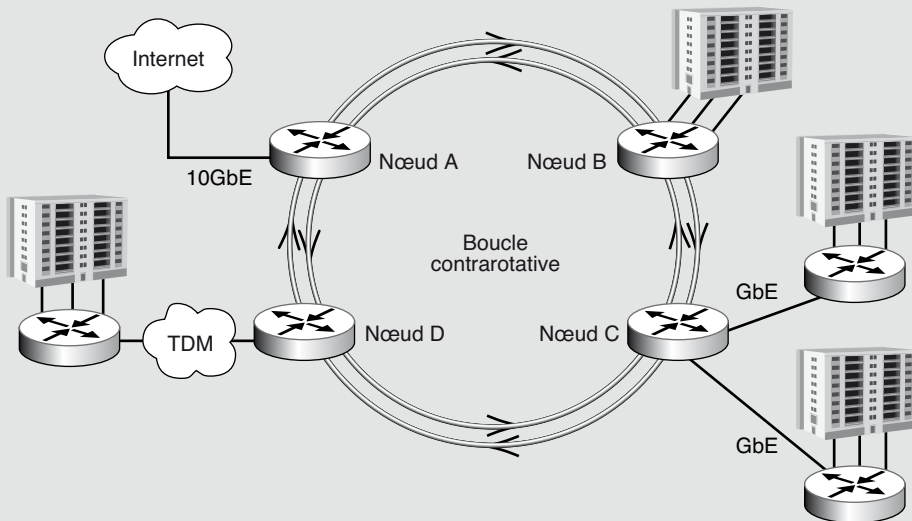 Internet
10GbE
Nœud A
Nœud B
Boucle
contrarotative
GbE
TDM
Nœud D
Nœud C
GbE